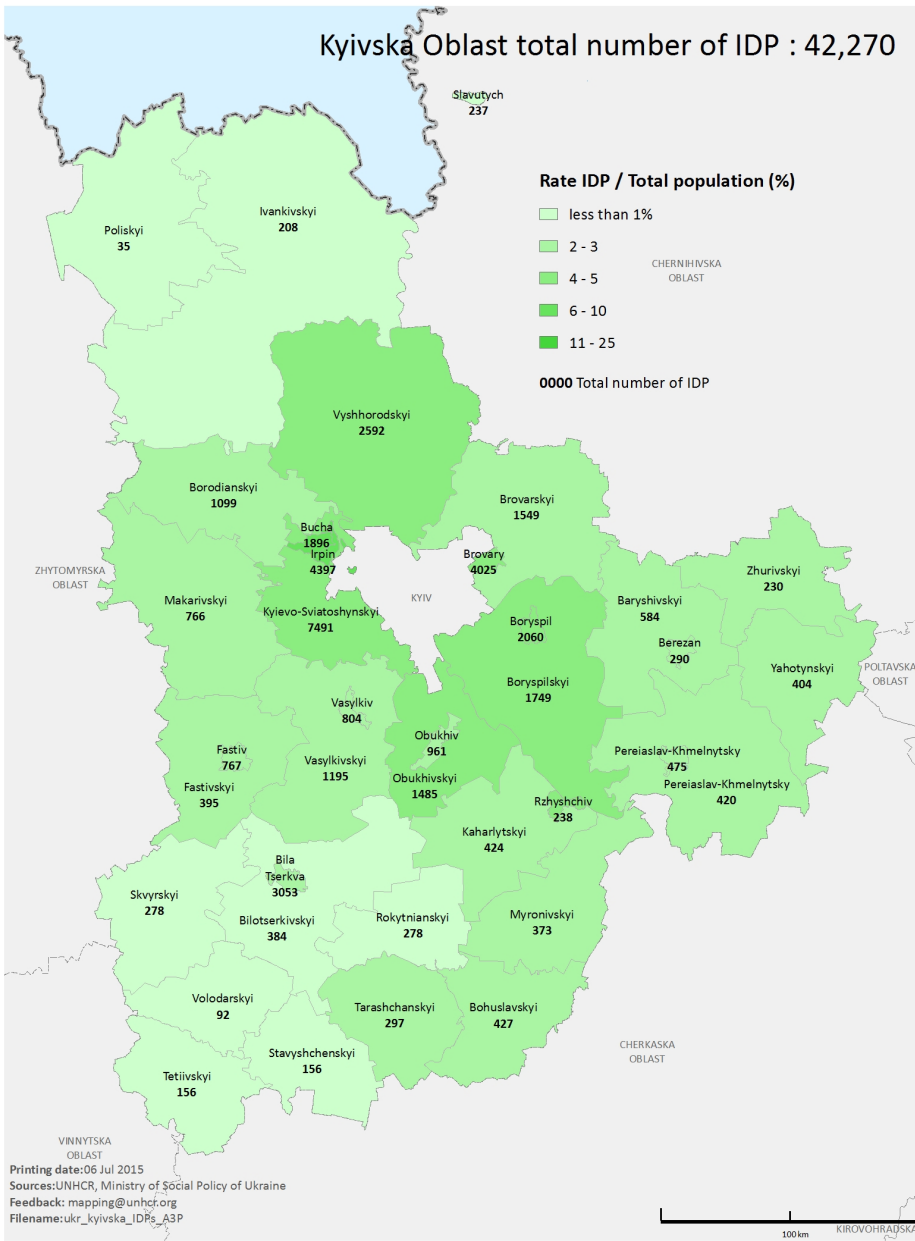 Kyivska Oblast total number of IDP : 42,270
Slavutych
237
Rate IDP / Total population (%)
less than 1%
2 - 3
4 - 5
6 - 10
11 - 25
0000 Total number of IDP
CHERNIHIVSKA
OBLAST
Poliskyi
35
Ivankivskyi
208
Vyshhorodskyi
2592
Borodianskyi
1099
Brovarskyi
1549
Bucha
1896
Irpin
4397
Brovary
4025
ZHYTOMYRSKA
OBLAST
Makarivskyi
766
Kyievo-Sviatoshynskyi
7491
KYIV
Zhurivskyi
230
Baryshivskyi
584
Boryspil
2060
Berezan
290
Yahotynskyi
404
POLTAVSKA
OBLAST
Boryspilskyi
1749
Vasylkiv
804
Obukhiv
961
Fastiv
767
Vasylkivskyi
1195
Pereiaslav-Khmelnytsky
475
Obukhivskyi
1485
Pereiaslav-Khmelnytsky
420
Fastivskyi
395
Rzhyshchiv
238
Kaharlytskyi
424
Bila
Tserkva
3053
Skvyrskyi
278
Bilotserkivskyi
384
Rokytnianskyi
278
Myronivskyi
373
Volodarskyi
92
Tarashchanskyi
297
Bohuslavskyi
427
Stavyshchenskyi
156
CHERKASKA
OBLAST
Tetiivskyi
156
VINNYTSKA
OBLAST
Printing date:06 Jul 2015
Sources:UNHCR, Ministry of Social Policy of Ukraine
Feedback: mapping@unhcr.org
Filename:ukr_kyivska_IDPs_A3P
100 km
KIROVOHRADSKA